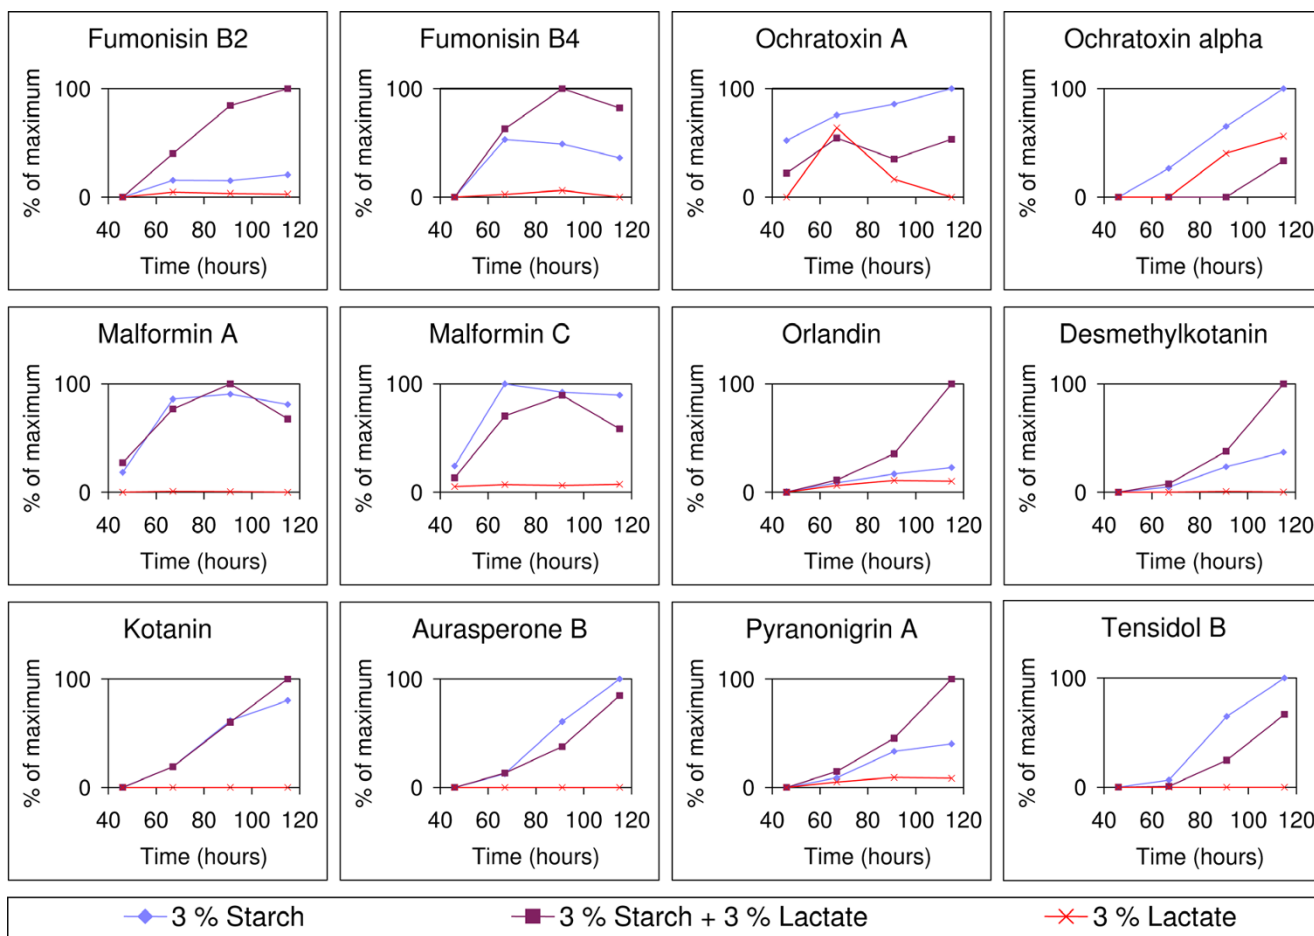 Fumonisin B2
% of maximum
100
0
40 60 80 100 120
Time (hours)
Fumonisin B4
% of maximum
100
0
40 60 80 100 120
Time (hours)
Ochratoxin A
% of maximum
100
0
40 60 80 100 120
Time (hours)
Ochratoxin alpha
% of maximum
100
0
40 60 80 100 120
Time (hours)
Malformin A
% of maximum
100
0
40 60 80 100 120
Time (hours)
Malformin C
% of maximum
100
0
40 60 80 100 120
Time (hours)
Orlandin
% of maximum
100
0
40 60 80 100 120
Time (hours)
Desmethylkotanin
% of maximum
100
0
40 60 80 100 120
Time (hours)
Kotanin
% of maximum
100
0
40 60 80 100 120
Time (hours)
Aurasperone B
% of maximum
100
0
40 60 80 100 120
Time (hours)
Pyranonigrin A
% of maximum
100
0
40 60 80 100 120
Time (hours)
Tensidol B
% of maximum
100
0
40 60 80 100 120
Time (hours)
3 % Starch
3 % Starch + 3 % Lactate
3 % Lactate